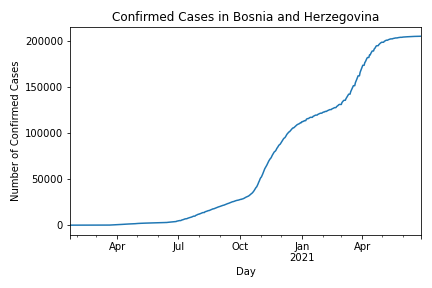 Confirmed Cases in Bosnia and Herzegovina
200000
150000
100000
50000
0
Number of Confirmed Cases
Apr Jul Oct Jan Apr
2021
Day